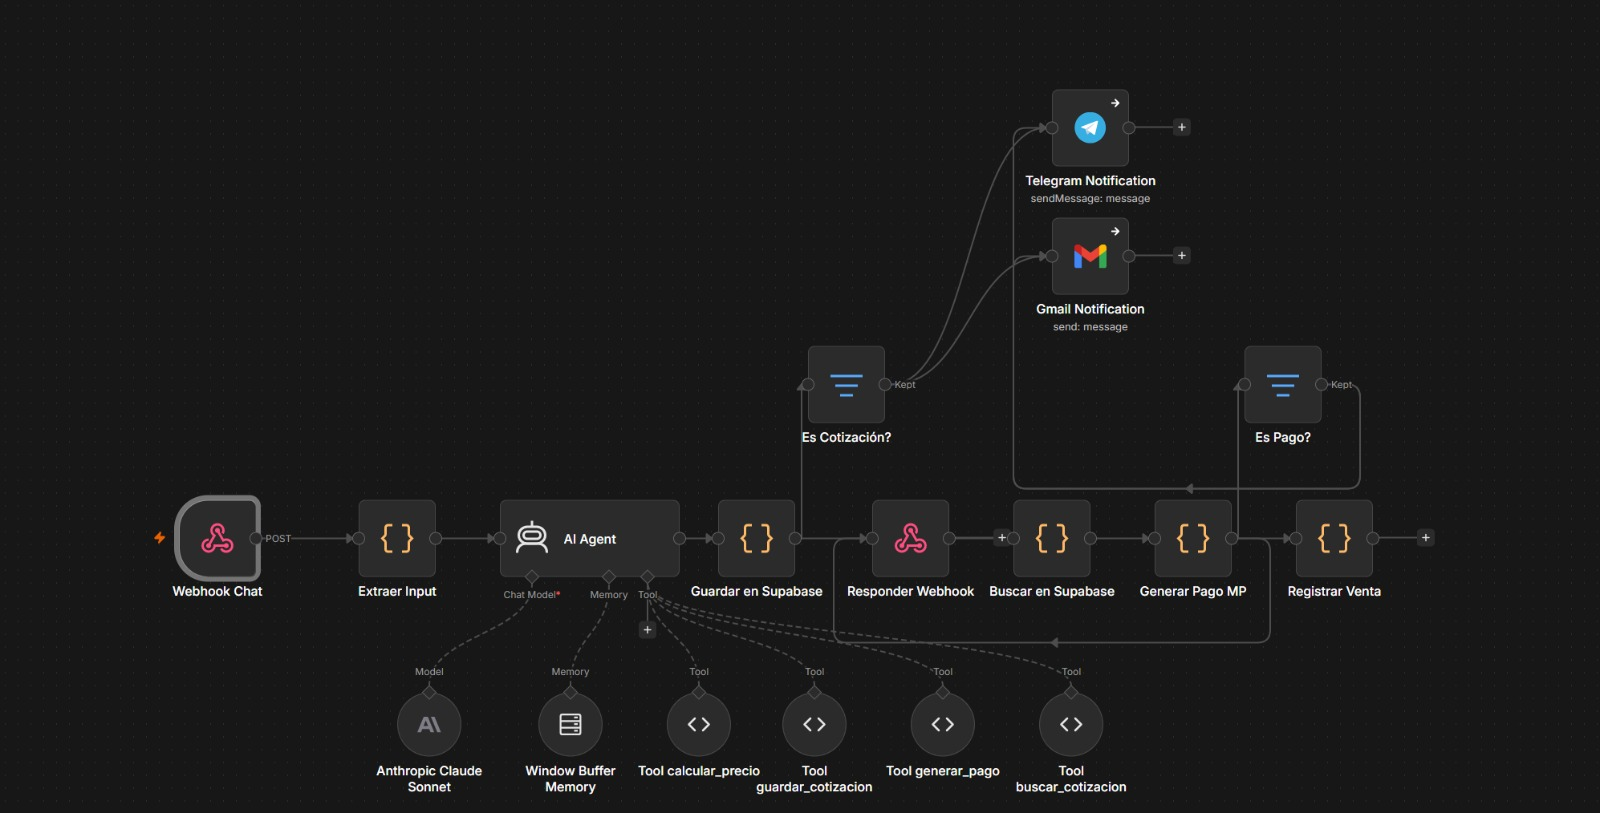 Telegram Notification
sendMessage: message
Gmail Notification
send: message
Kept
Es Cotización?
Kept
Es Pago?
POST
AI Agent
Webhook Chat
Extraer Input
Chat Model*
Memory
Tool
Guardar en Supabase
Responder Webhook
Buscar en Supabase
Generar Pago MP
Registrar Venta
Model
Memory
Tool
Tool
Tool
Tool
Anthropic Claude
Sonnet
Window Buffer
Memory
Tool calcular_precio
Tool
guardar_cotizacion
Tool generar_pago
Tool
buscar_cotizacion